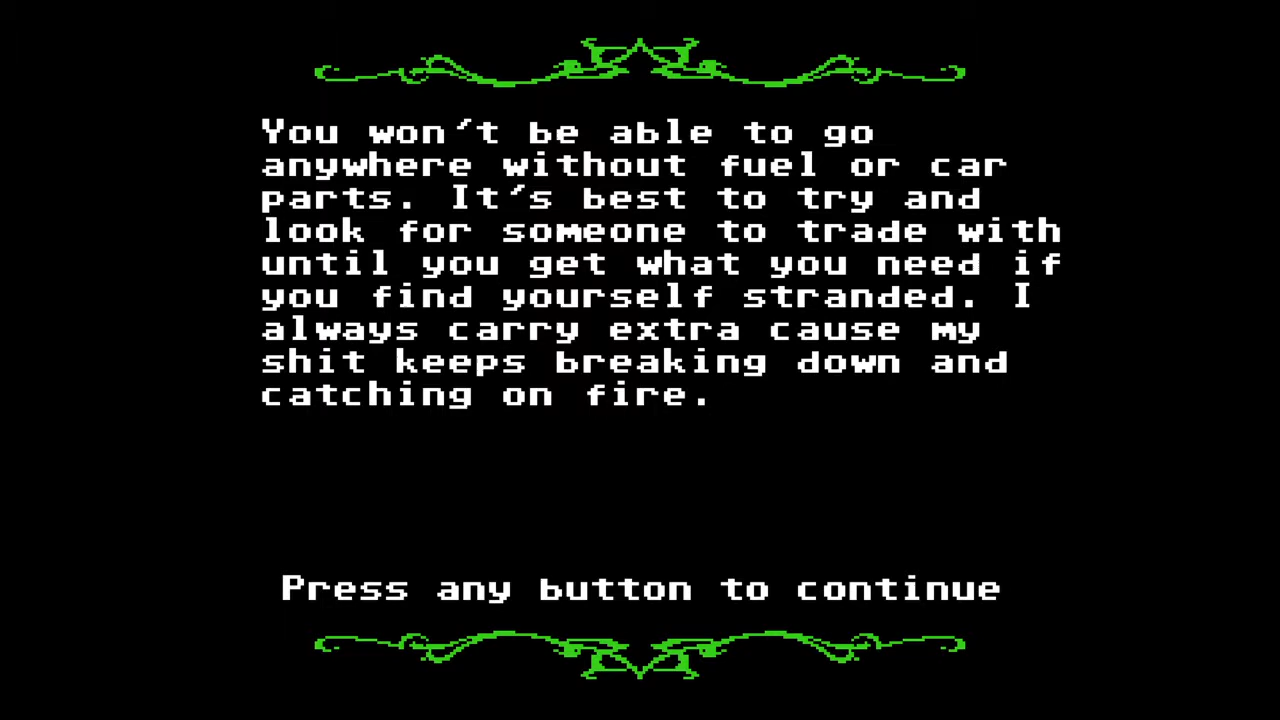 You won't be able to go
anywhere without fuel or car
parts. It's best to try and
look for someone to trade with
until you get what you need if
you find yourself stranded. I
always carry extra cause my
shit keeps breaking down and
catching on fire.
Press any button to continue